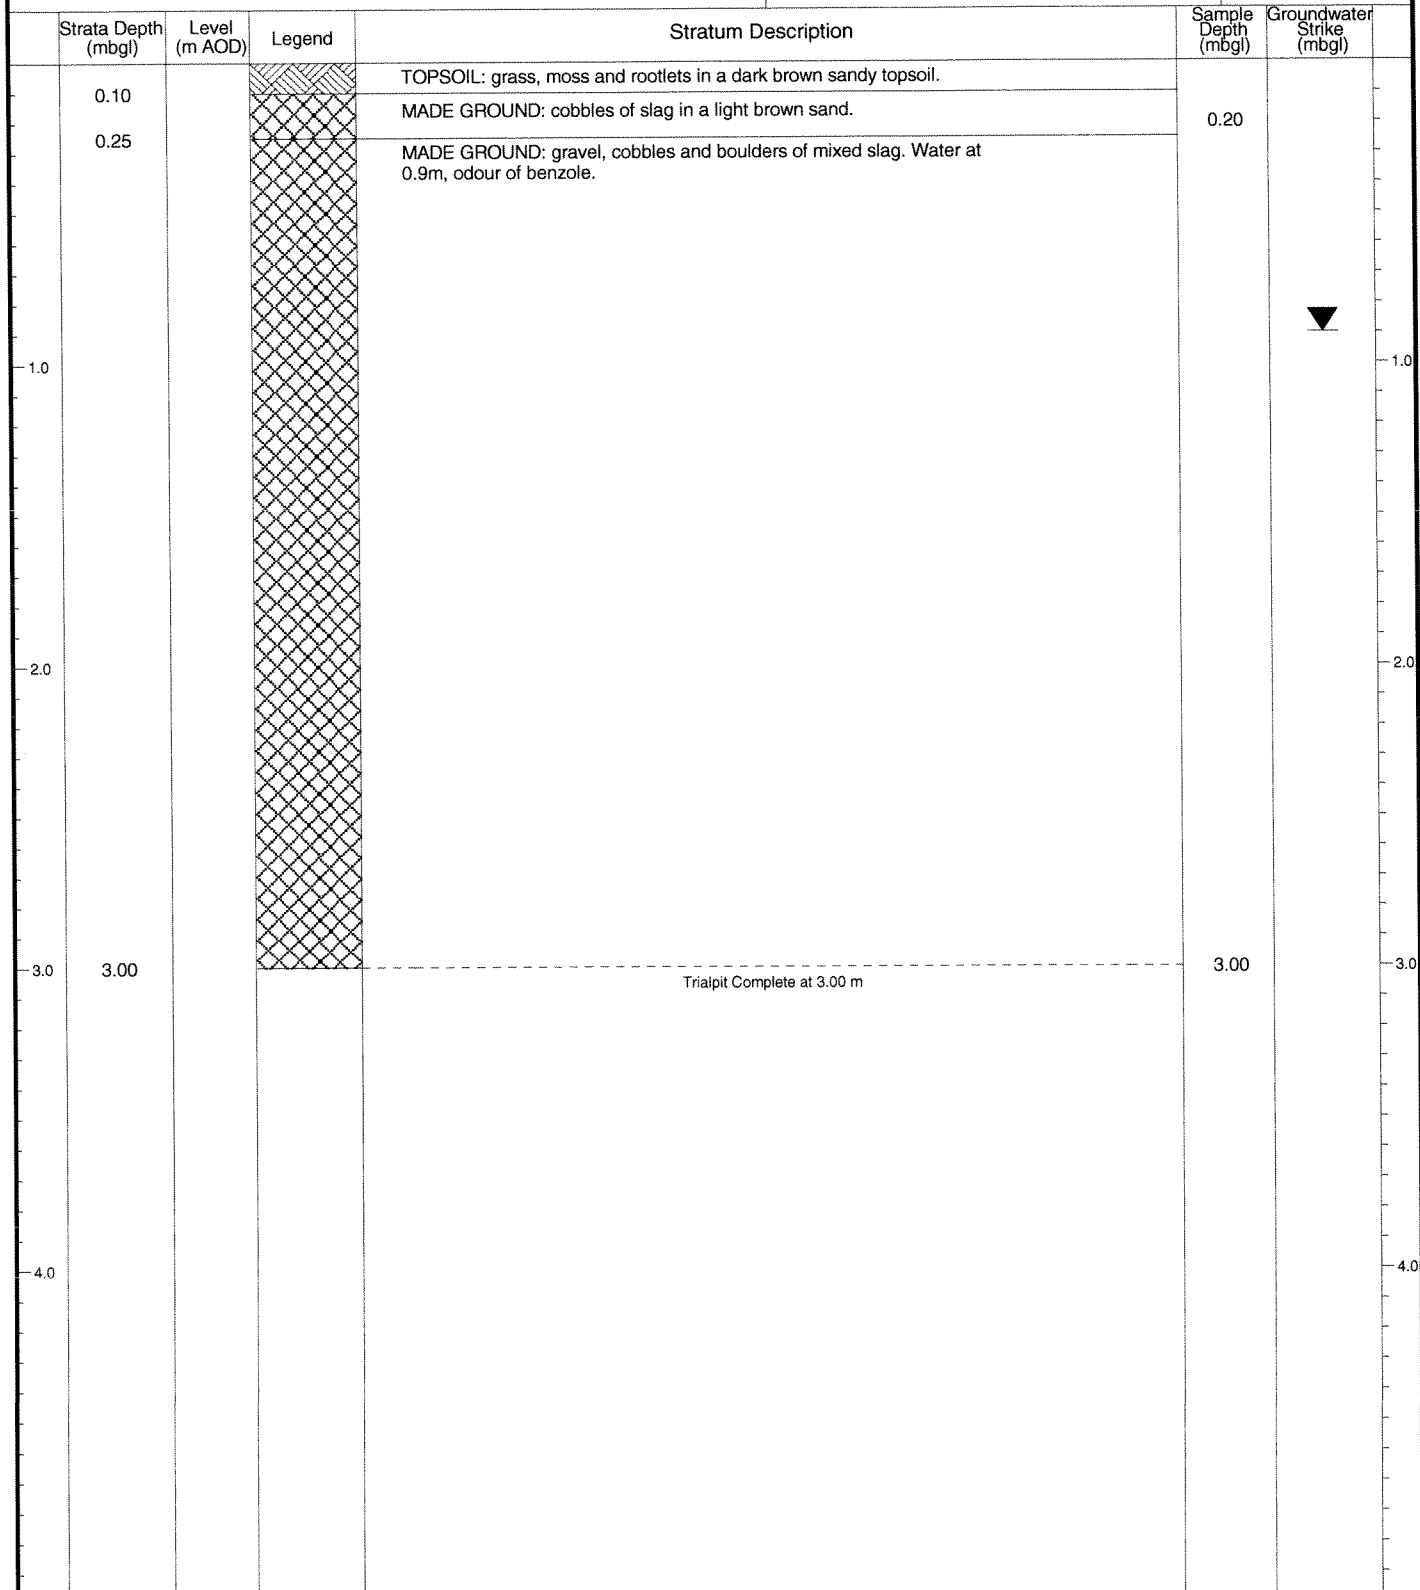 Strata Depth
(mbgl)
Level
(m AOD)
Legend
Stratum Description
Sample
Depth
(mbgl)
Groundwater
Strike
(mbgl)
TOPSOIL: grass, moss and rootlets in a dark brown sandy topsoil.
0.10
MADE GROUND: cobbles of slag in a light brown sand.
0.20
0.25
MADE GROUND: gravel, cobbles and boulders of mixed slag. Water at
0.9m, odour of benzole.
1.0
1.0
2.0
2.0
3.0
3.00
3.00
3.0
Trialpit Complete at 3.00 m
4.0
4.0